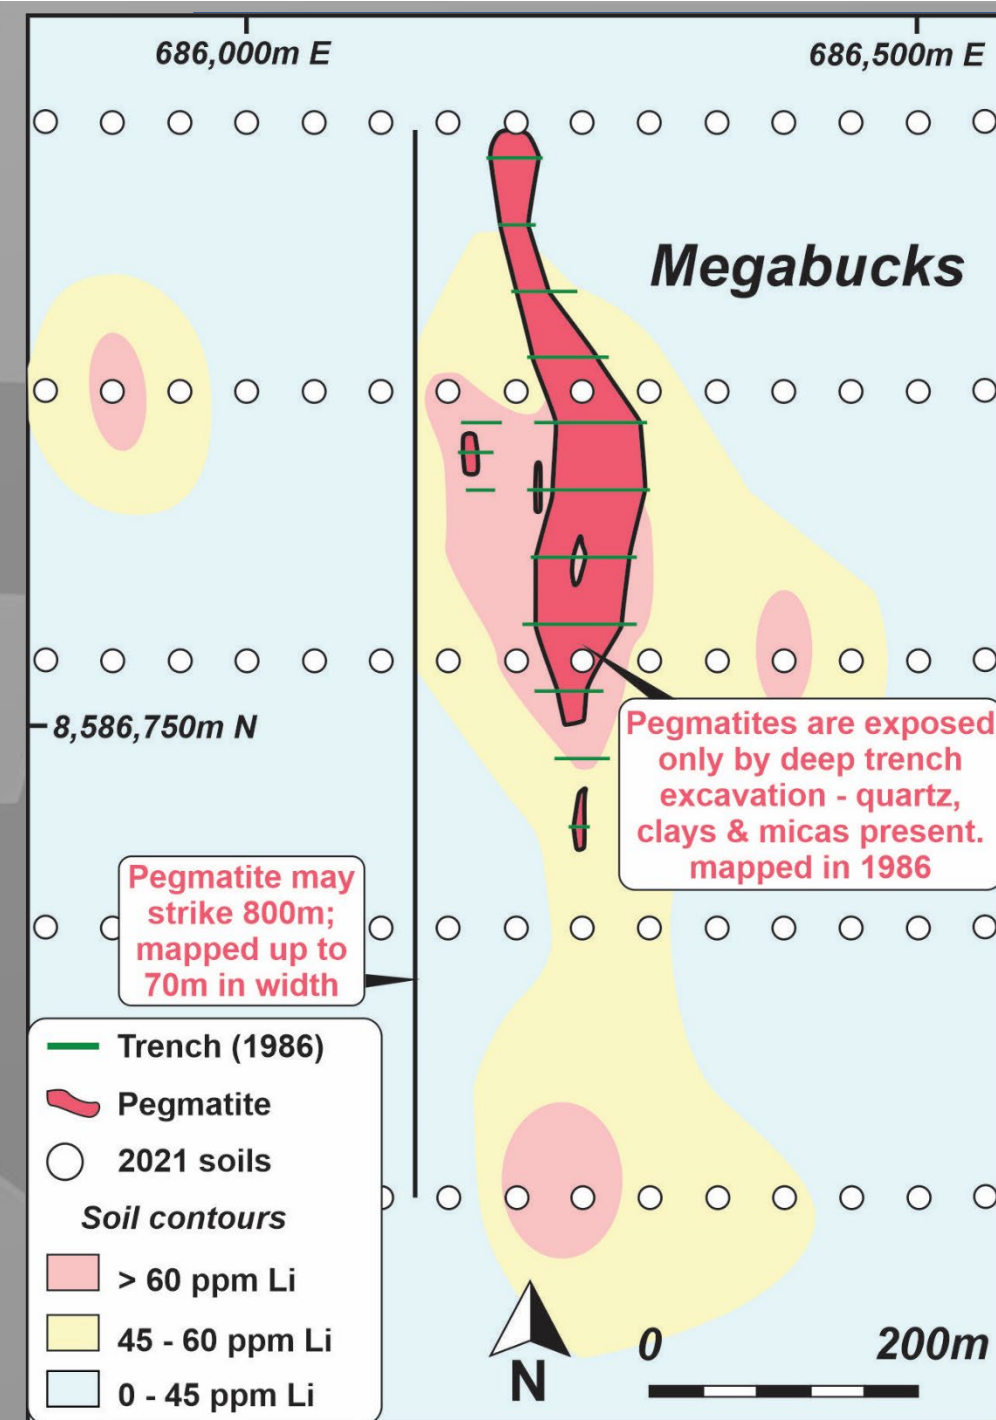 686,000m E
686,500m E
Megabucks
8,586,750m N
Pegmatites are exposed
only by deep trench
excavation - quartz,
clays & micas present.
mapped in 1986
Pegmatite may
strike 800m;
mapped up to
70m in width
Trench (1986)
Pegmatite
2021 soils
Soil contours
> 60 ppm Li
45 - 60 ppm Li
0 - 45 ppm Li
N
0
200m